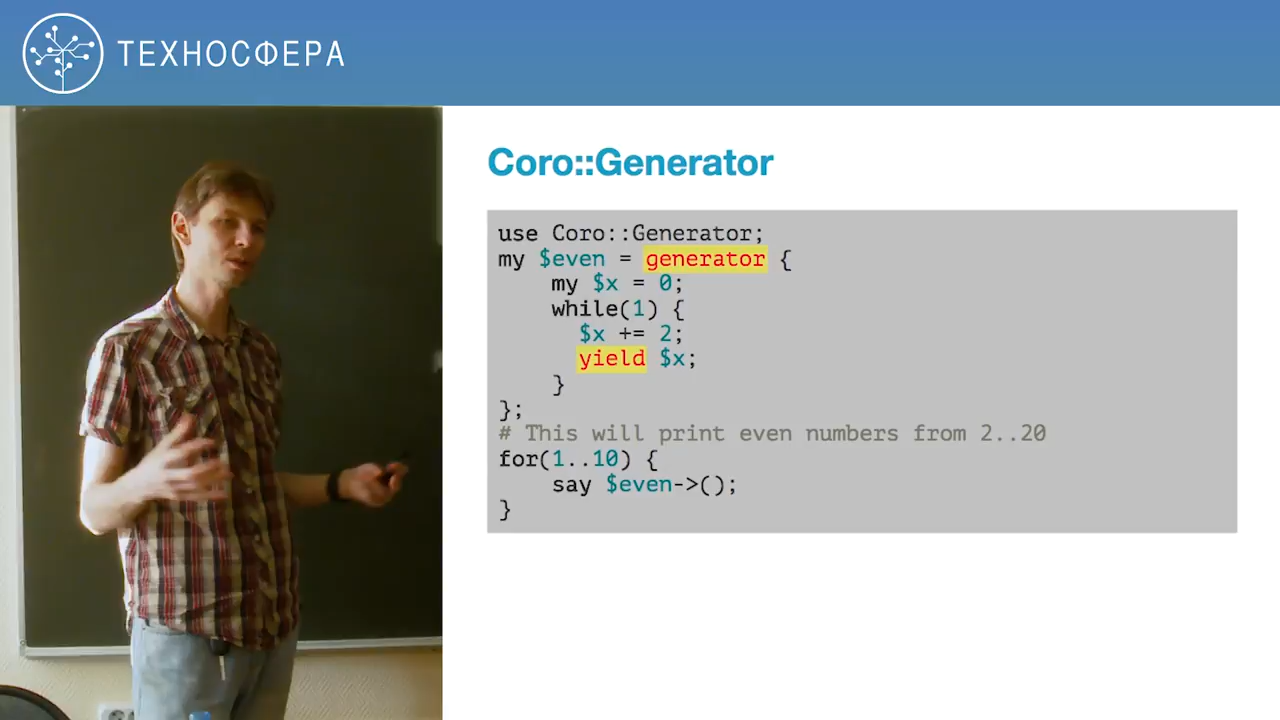 ТЕХНОСФЕРА
Coro::Generator
use Coro::Generator;
my $even = generator {
    my $x = 0;
    while(1) {
      $x += 2;
      yield $x;
    }
};
# This will print even numbers from 2..20
for(1..10) {
    say $even->();
}